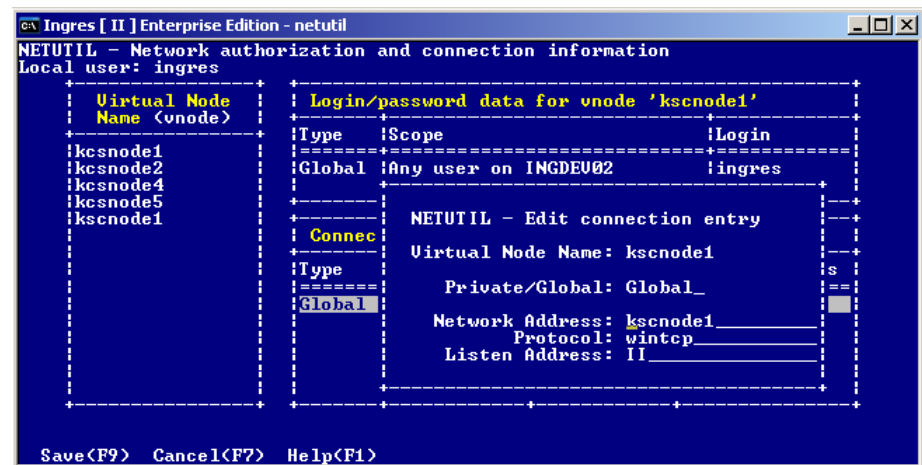 Ingres [ II ] Enterprise Edition - netutil
NETUTIL - Network authorization and connection information
Local user: ingres
Virtual Node
Name (vnode)
kcsnode1
kcsnode2
kcsnode4
kcsnode5
kscnode1
Login/password data for vnode 'kscnode1'
Type Scope Login
Global Any user on INGDEV02 ingres
Connec
Type s
Global
NETUTIL - Edit connection entry
Virtual Node Name: kscnode1
Private/Global: Global_
Network Address: kscnode1
Protocol: wintcp
Listen Address: II
Save(F9) Cancel(F7) Help(F1)